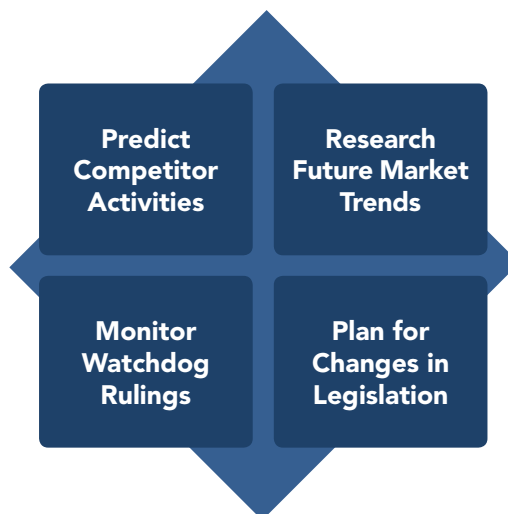 Predict
Competitor
Activities
Research
Future Market
Trends
Monitor
Watchdog
Rulings
Plan for
Changes in
Legislation